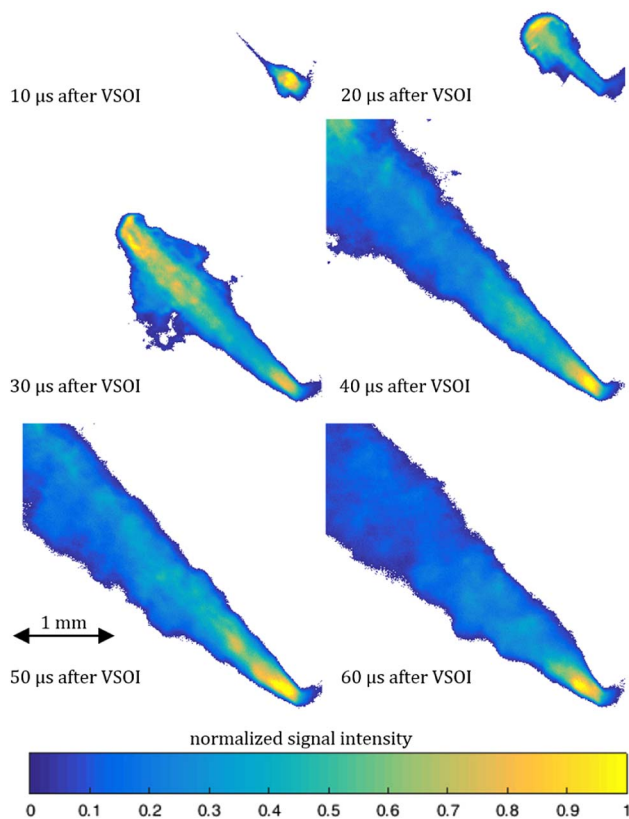 10 µs after VSOI
20 µs after VSOI
30 µs after VSOI
40 µs after VSOI
1 mm
50 µs after VSOI
60 µs after VSOI
normalized signal intensity
0 0.1 0.2 0.3 0.4 0.5 0.6 0.7 0.8 0.9 1